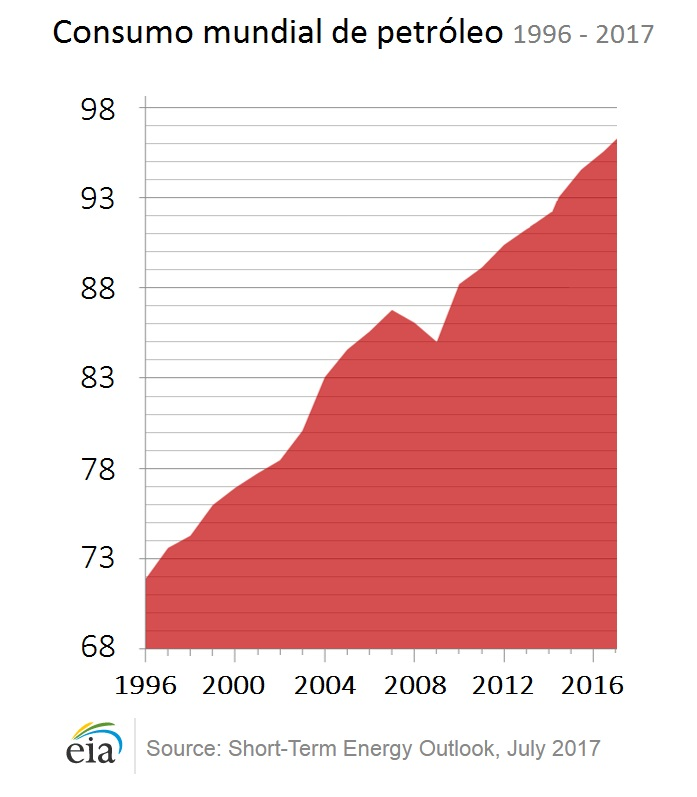 Consumo mundial de petróleo 1996 - 2017
98
93
88
83
78
73
68
1996 2000 2004 2008 2012 2016
eia Source: Short-Term Energy Outlook, July 2017